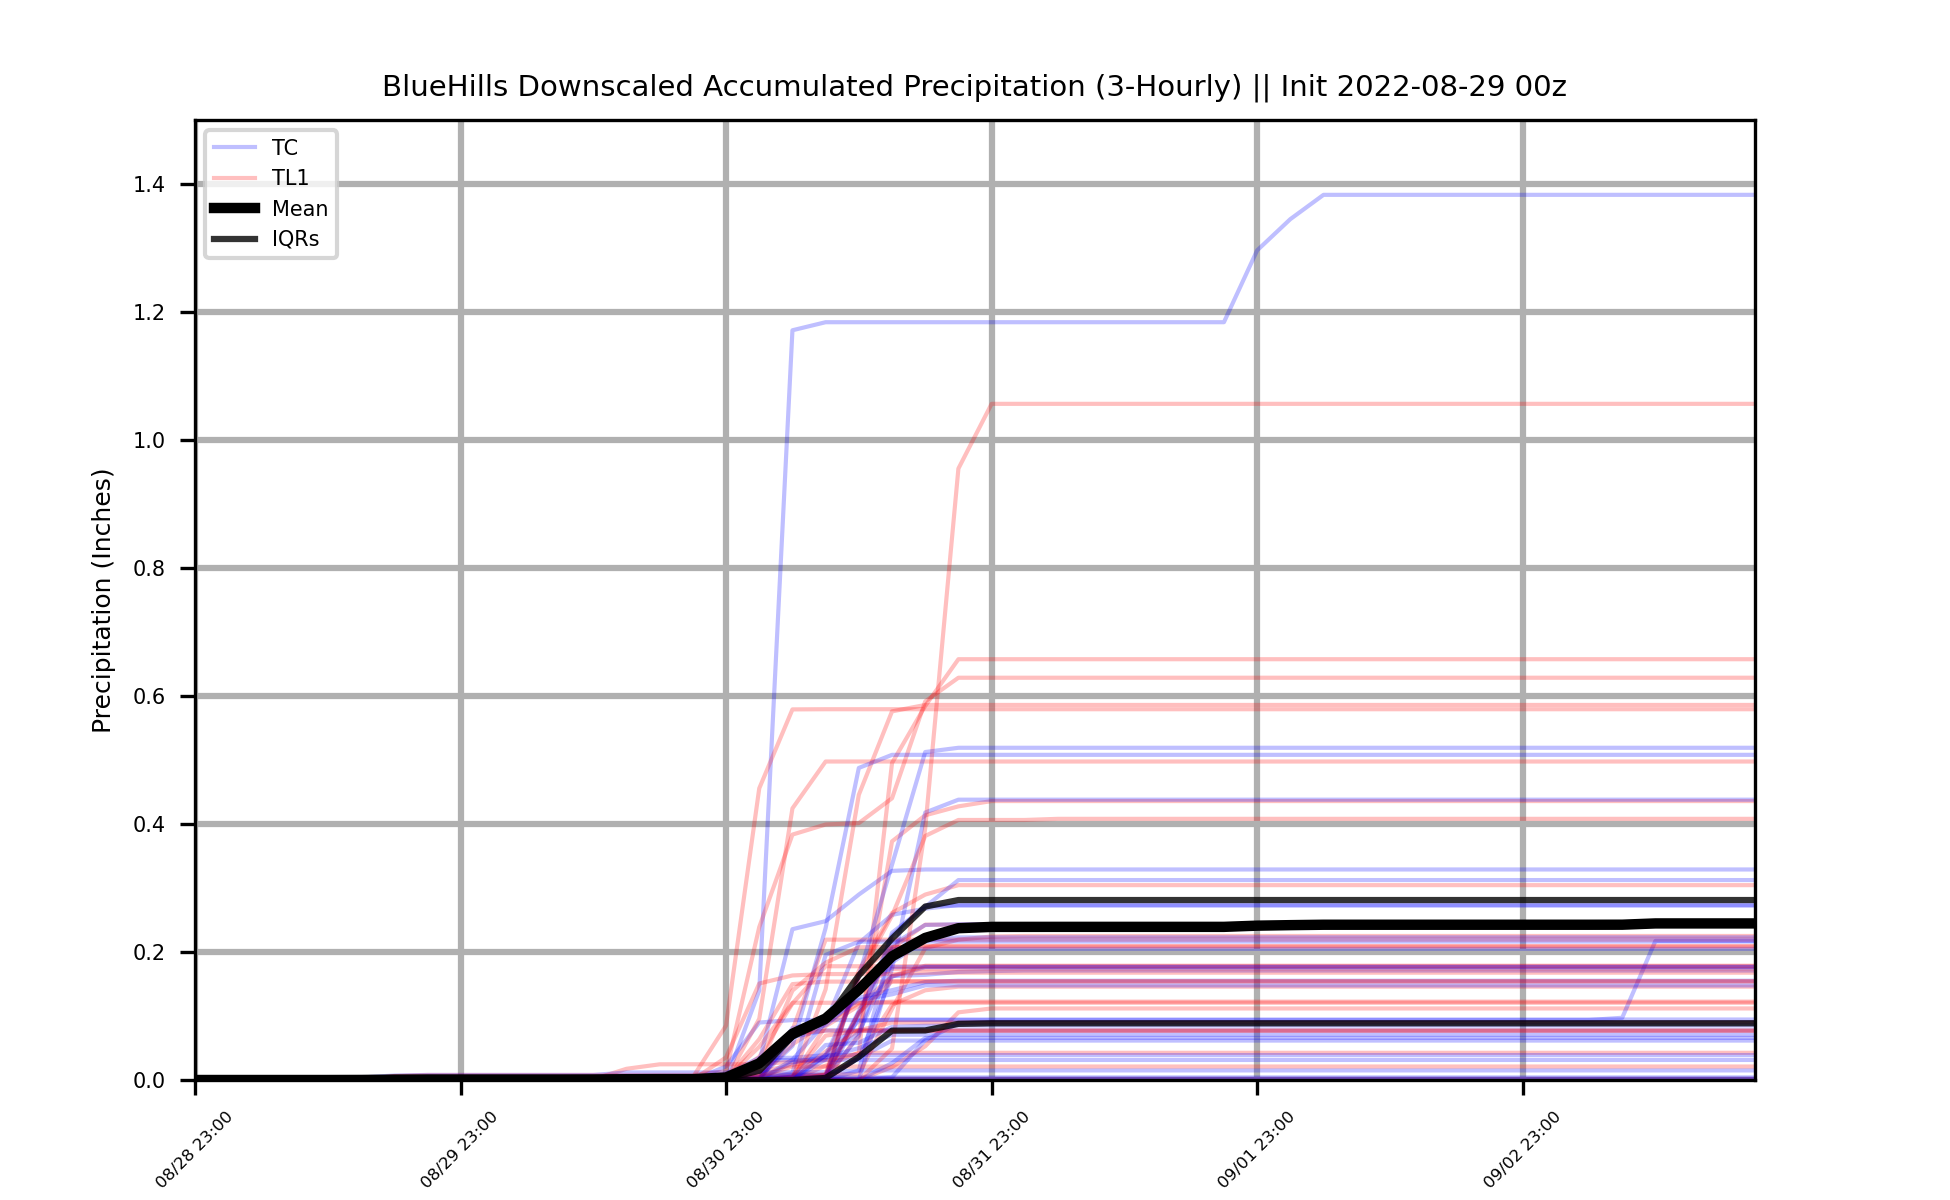 BlueHills Downscaled Accumulated Precipitation (3-Hourly) || Init 2022-08-29 00z
TC
TL1
Mean
IQRs
Precipitation (Inches)
1.4
1.2
1.0
0.8
0.6
0.4
0.2
0.0
08/28 23:00
08/29 23:00
08/30 23:00
08/31 23:00
09/01 23:00
09/02 23:00